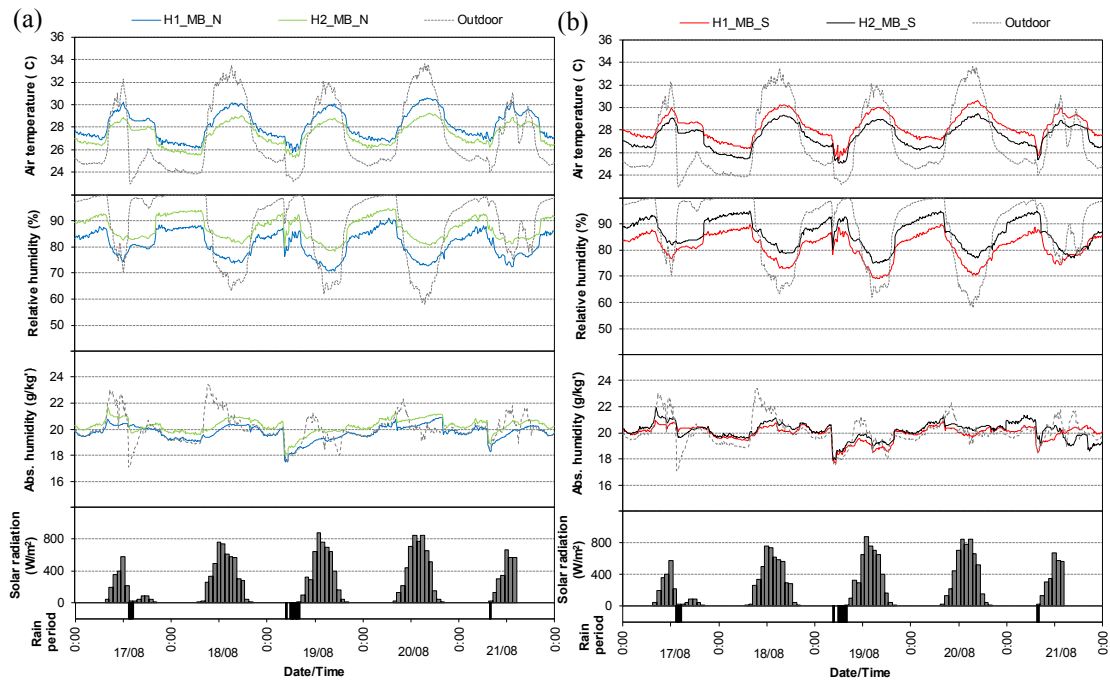 (a)
H1_MB_N H2_MB_N Outdoor
Air temperature ( C)
36
34
32
30
28
26
24
Relative humidity (%)
90
80
70
60
50
Abs. humidity (g/kg')
24
22
20
18
16
Solar radiation
(W/m²)
800
400
0
Rain
period
0:00 0:00 0:00 0:00 0:00 0:00
17/08 18/08 19/08 20/08 21/08
Date/Time
(b)
H1_MB_S H2_MB_S Outdoor
Air temperature ( C)
36
34
32
30
28
26
24
Relative humidity (%)
90
80
70
60
50
Abs. humidity (g/kg')
24
22
20
18
16
Solar radiation
(W/m²)
800
400
0
Rain
period
0:00 0:00 0:00 0:00 0:00 0:00
17/08 18/08 19/08 20/08 21/08
Date/Time